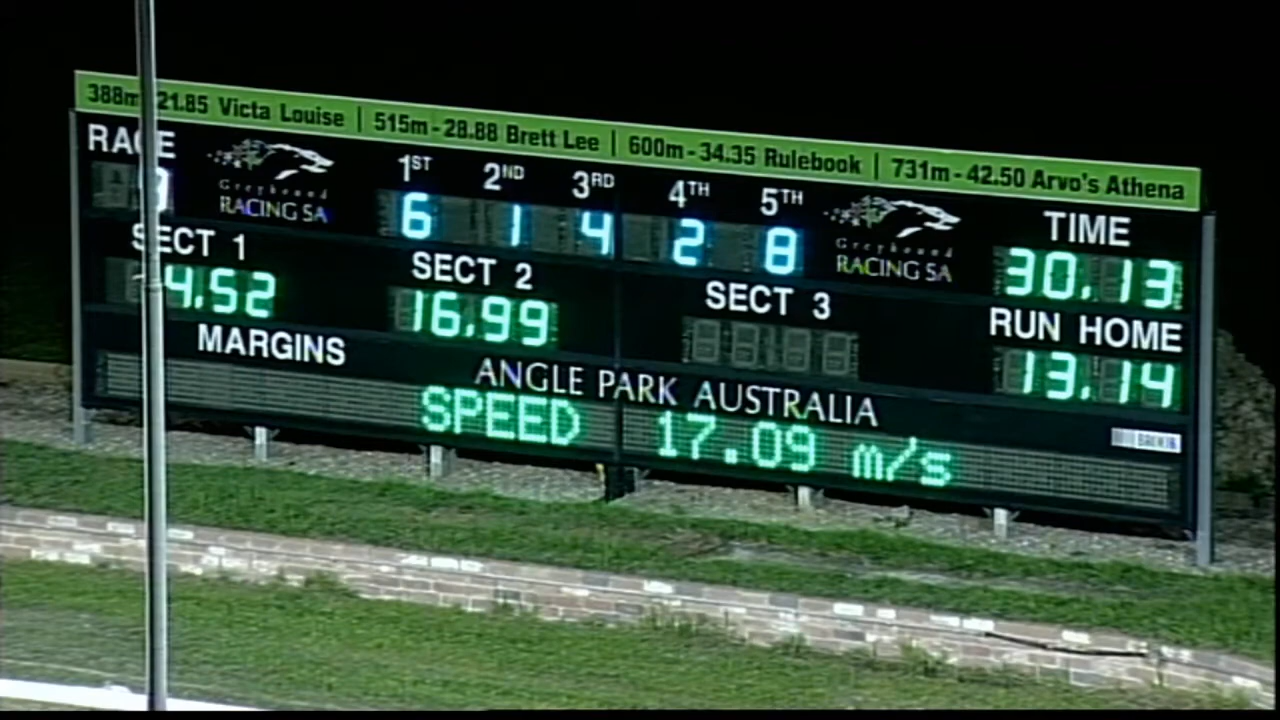 388m-21.85 Victa Louise | 515m-28.88 Brett Lee | 600m-34.35 Rulebook | 731m-42.50 Arvo's Athena
RACE
Greyhound
RACING SA
1ST 2ND 3RD 4TH 5TH
6 1 4 2 8
Greyhound
RACING SA
TIME
30.13
SECT 1
4.52
SECT 2
16.99
SECT 3
RUN HOME
13.14
MARGINS
ANGLE PARK AUSTRALIA
SPEED 17.09 m/s